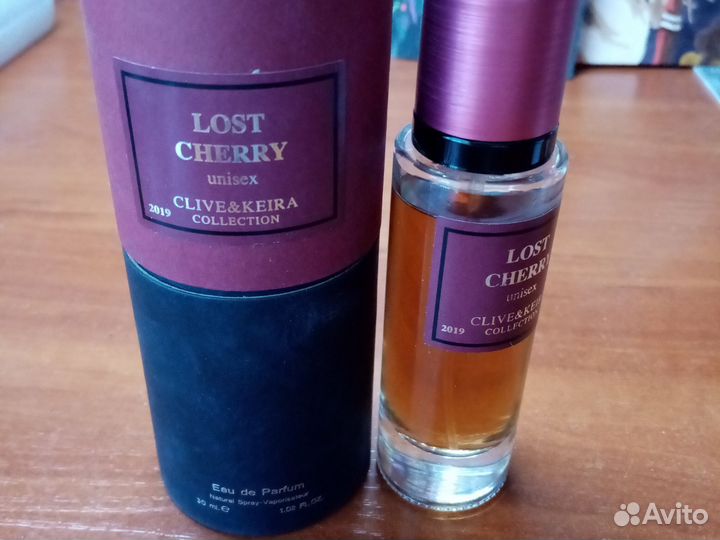 LOST
CHERRY
unisex
2019 CLIVE&KEIRA
COLLECTION
Eau de Parfum
Natural Spray-Vaporisateur
30 mL.℮ 1.02 FL.OZ.
LOST
CHERRY
unisex
CLIVE&KEI
2019 COLLECTION
Avito